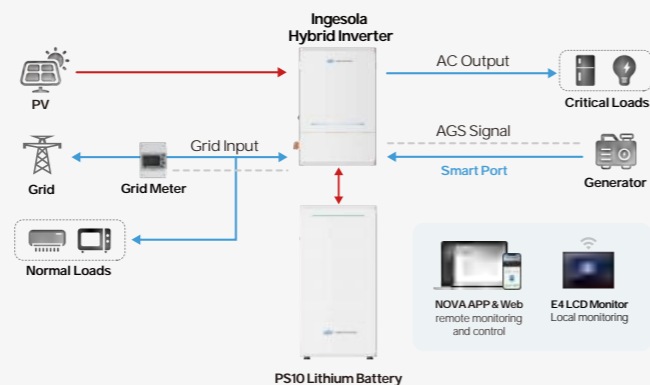 Ingesola
Hybrid Inverter
PV
AC Output
Critical Loads
Grid Input
AGS Signal
Smart Port
Grid
Grid Meter
Generator
Normal Loads
NOVA APP & Web
remote monitoring
and control
E4 LCD Monitor
Local monitoring
PS10 Lithium Battery